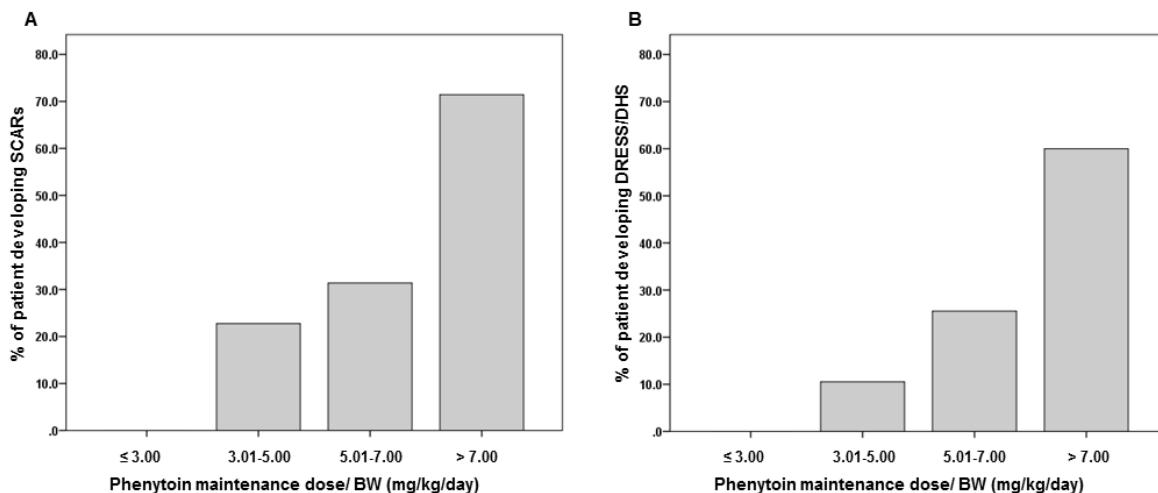 A
% of patient developing SCARs
80.0
70.0
60.0
50.0
40.0
30.0
20.0
10.0
.0
≤ 3.00 3.01-5.00 5.01-7.00 > 7.00
Phenytoin maintenance dose/ BW (mg/kg/day)
B
% of patient developing DRESS/DHS
80.0
70.0
60.0
50.0
40.0
30.0
20.0
10.0
.0
≤ 3.00 3.01-5.00 5.01-7.00 > 7.00
Phenytoin maintenance dose/ BW (mg/kg/day)